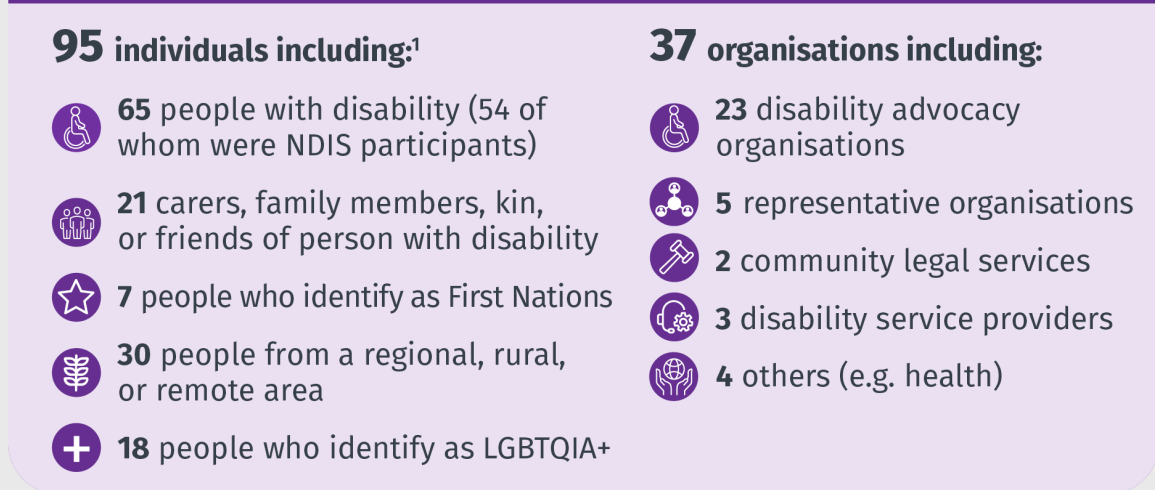 95 individuals including:¹
65 people with disability (54 of
whom were NDIS participants)
21 carers, family members, kin,
or friends of person with disability
7 people who identify as First Nations
30 people from a regional, rural,
or remote area
18 people who identify as LGBTQIA+
37 organisations including:
23 disability advocacy
organisations
5 representative organisations
2 community legal services
3 disability service providers
4 others (e.g. health)